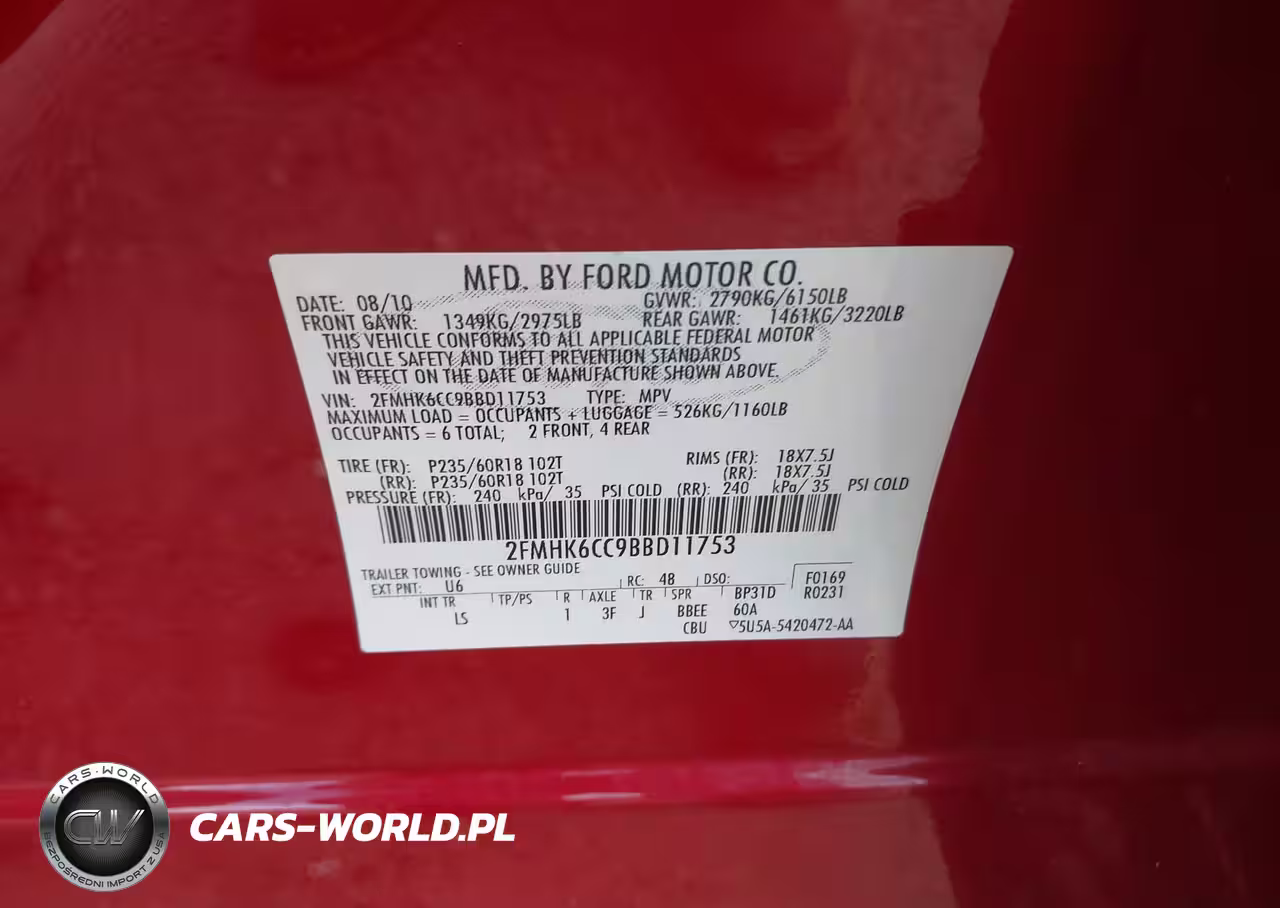 MFD. BY FORD MOTOR CO.
DATE: 08/10 GVWR: 2790KG/6150LB
FRONT GAWR: 1349KG/2975LB REAR GAWR: 1461KG/3220LB
THIS VEHICLE CONFORMS TO ALL APPLICABLE FEDERAL MOTOR
VEHICLE SAFETY AND THEFT PREVENTION STANDARDS
IN EFFECT ON THE DATE OF MANUFACTURE SHOWN ABOVE.
VIN: 2FMHK6CC9BBD11753 TYPE: MPV
MAXIMUM LOAD = OCCUPANTS + LUGGAGE = 526KG/1160LB
OCCUPANTS = 6 TOTAL; 2 FRONT, 4 REAR
TIRE (FR): P235/60R18 102T RIMS (FR): 18X7.5J
(RR): P235/60R18 102T (RR): 18X7.5J
PRESSURE (FR): 240 kPa/ 35 PSI COLD (RR): 240 kPa/ 35 PSI COLD
2FMHK6CC9BBD11753
TRAILER TOWING - SEE OWNER GUIDE
EXT PNT: U6 RC: 48 DSO: F0169
INT TR TP/PS R AXLE TR SPR BP31D R0231
LS 1 3F J BBEE 60A
CBU 5U5A-5420472-AA
CARS-WORLD
CW
BEZPOŚREDNI IMPORT Z USA
CARS-WORLD.PL